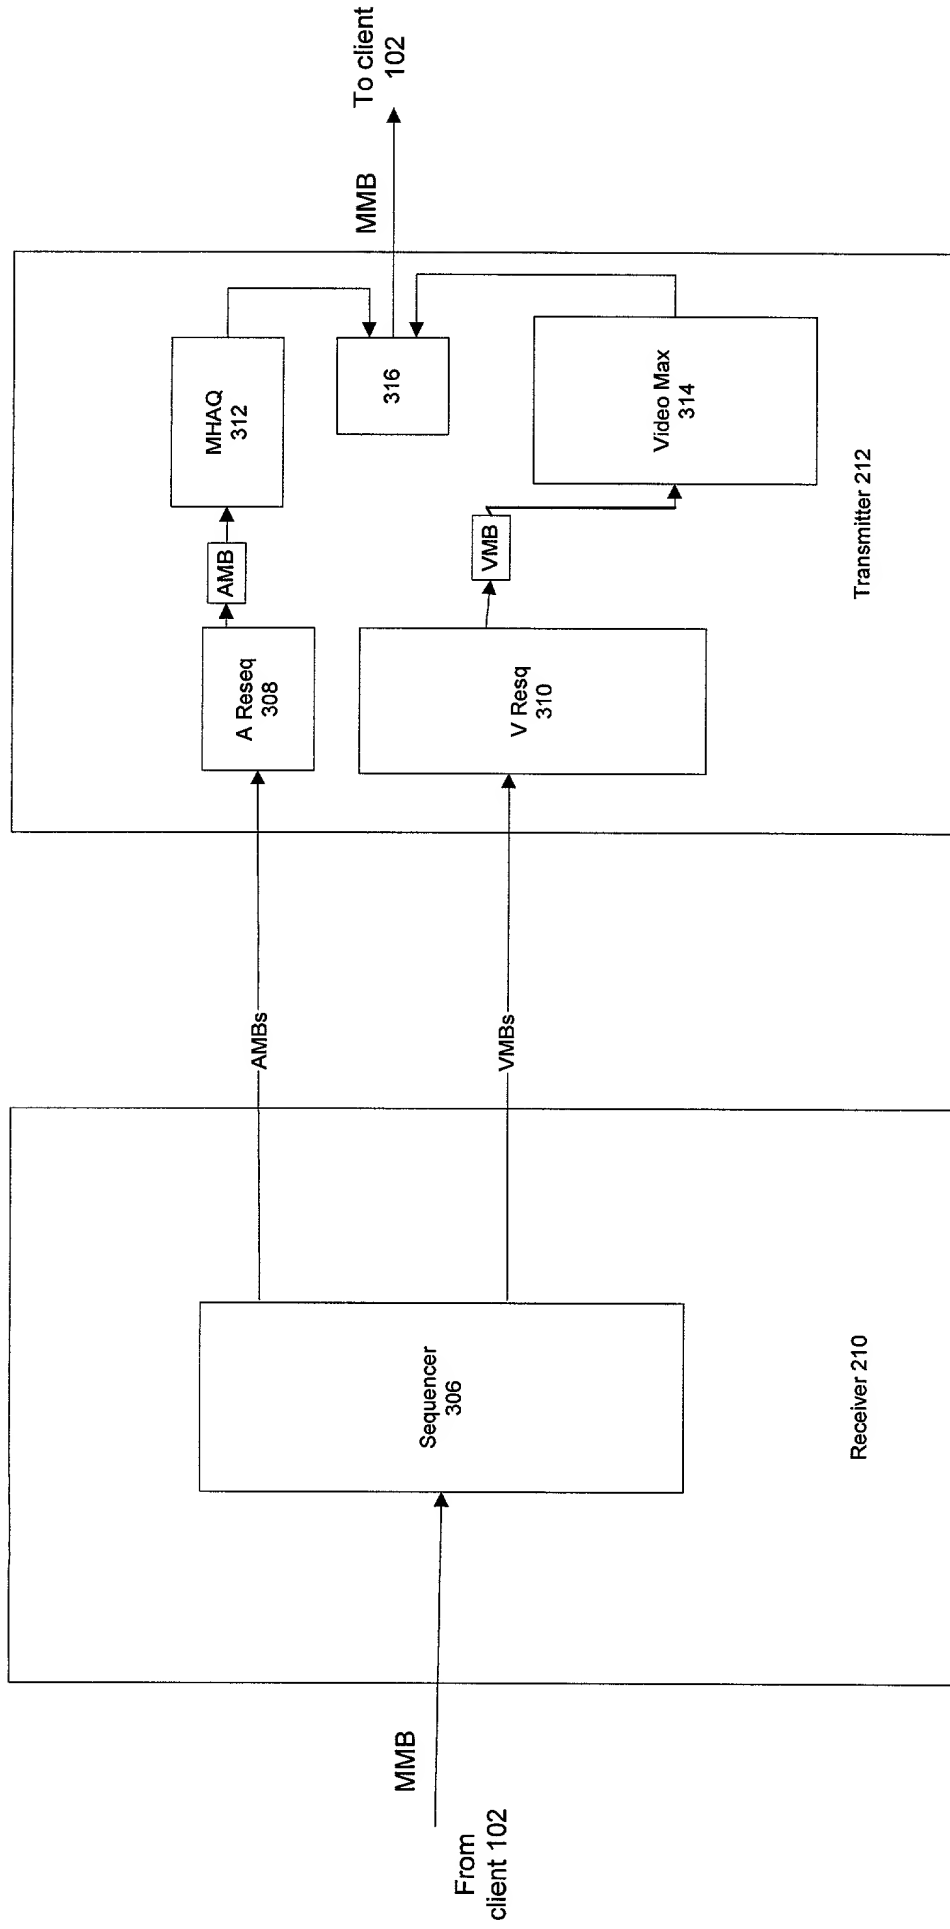 From
client 102
MMB
Sequencer
306
Receiver 210
AMBs
VMBs
A Reseq
308
AMB
MHAQ
312
V Resq
310
VMB
316
Video Max
314
Transmitter 212
MMB
To client
102